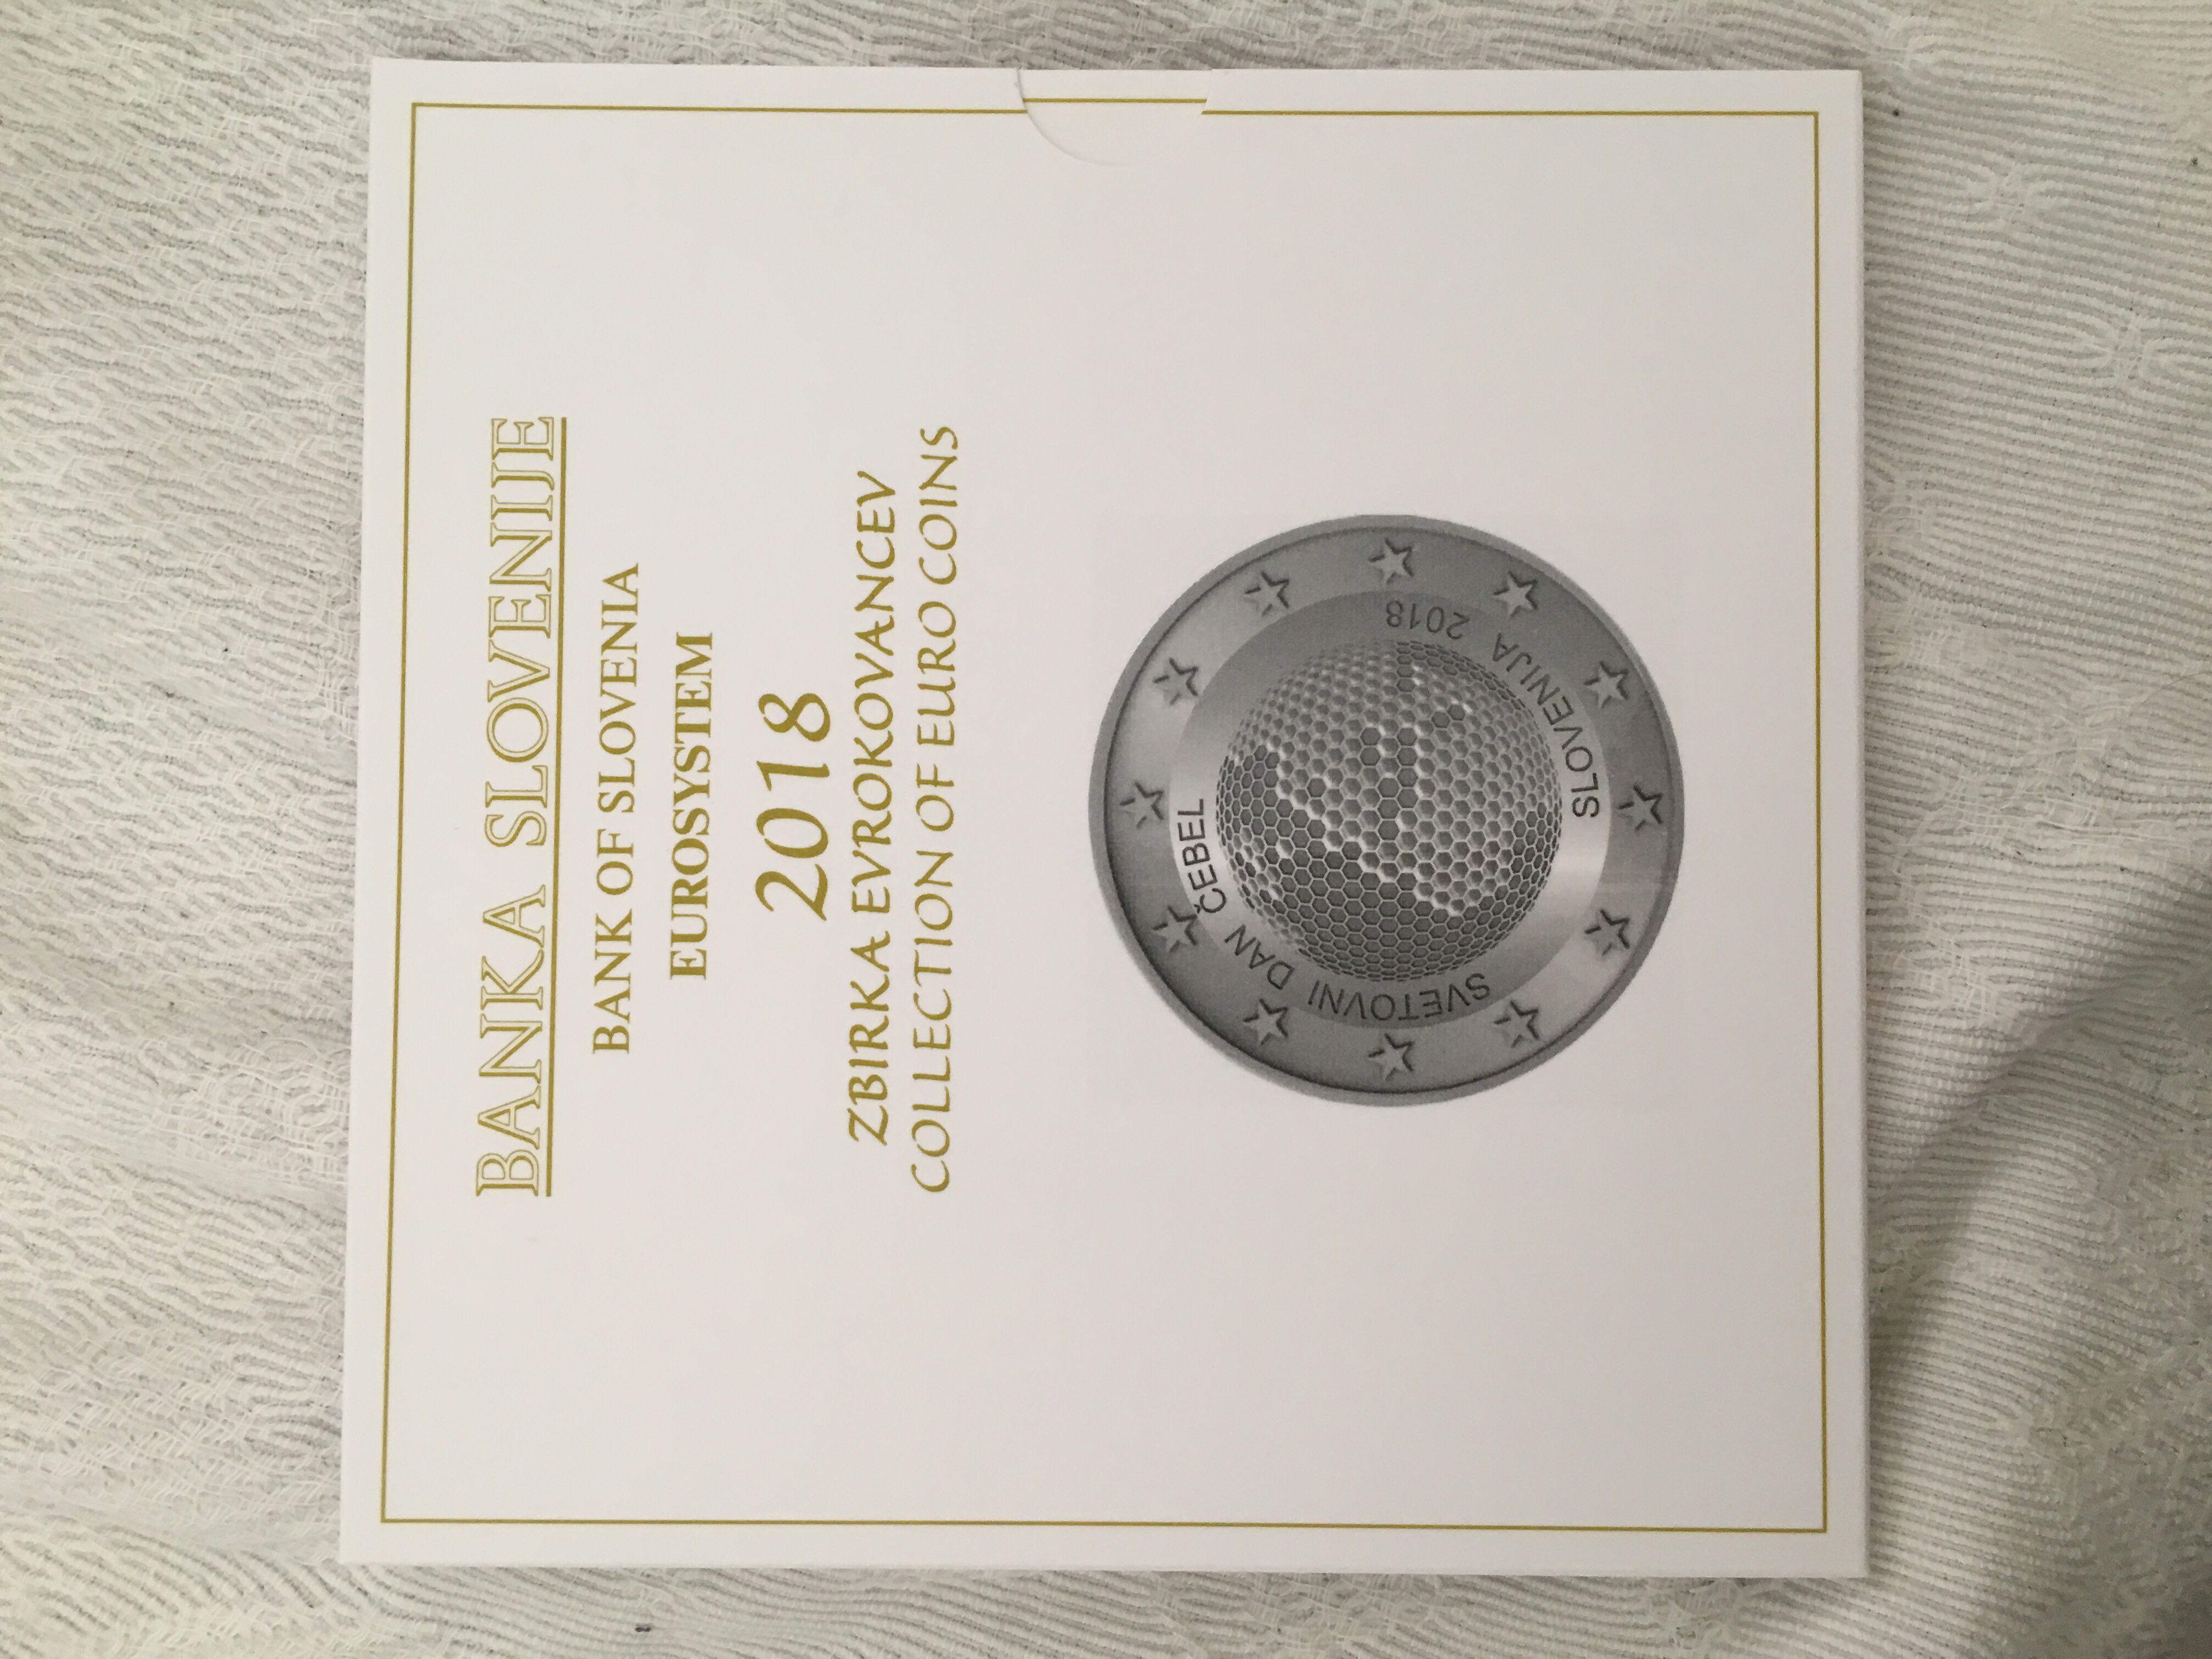 BANKA SLOVENIJE
BANK OF SLOVENIA
EUROSYSTEM
2018
ZBIRKA EVROKOVANCEV
COLLECTION OF EURO COINS
SVETOVNI DAN ČEBEL
SLOVENIJA 2018